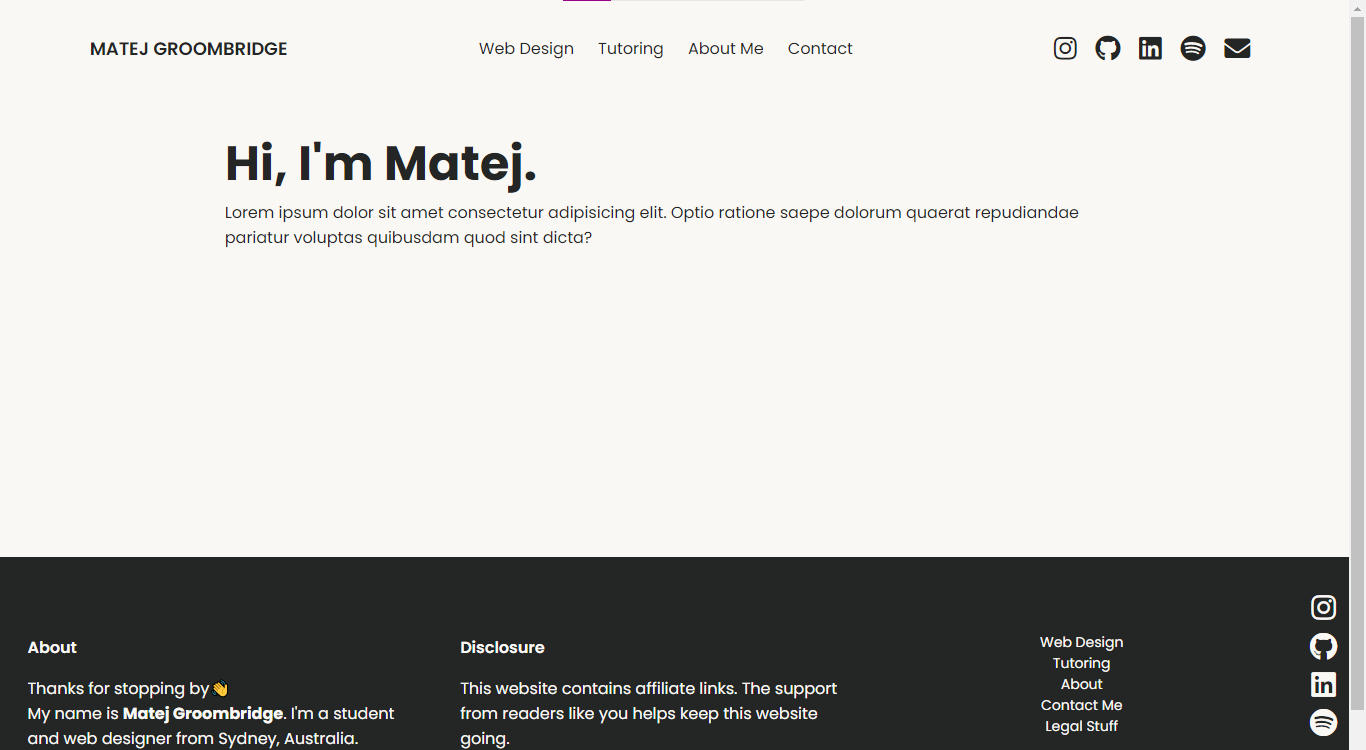 MATEJ GROOMBRIDGE
Web Design Tutoring About Me Contact
Hi, I'm Matej.
Lorem ipsum dolor sit amet consectetur adipisicing elit. Optio ratione saepe dolorum quaerat repudiandae
pariatur voluptas quibusdam quod sint dicta?
About
Thanks for stopping by👋
My name is Matej Groombridge. I'm a student
and web designer from Sydney, Australia.
Disclosure
This website contains affiliate links. The support
from readers like you helps keep this website
going.
Web Design
Tutoring
About
Contact Me
Legal Stuff